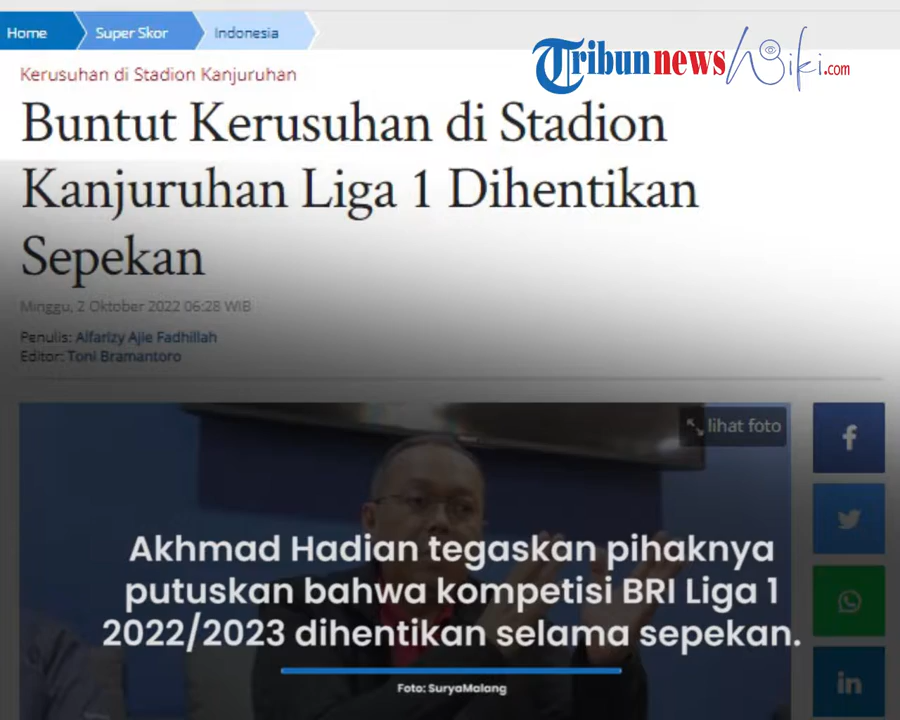 Home Super Skor Indonesia
Tribunnews Wiki.com
Kerusuhan di Stadion Kanjuruhan
Buntut Kerusuhan di Stadion
Kanjuruhan Liga 1 Dihentikan
Sepekan
Minggu, 2 Oktober 2022 06:28 WIB
Penulis: Alfarizy Ajie Fadhillah
Editor: Toni Bramantoro
lihat foto
Akhmad Hadian tegaskan pihaknya
putuskan bahwa kompetisi BRI Liga 1
2022/2023 dihentikan selama sepekan.
Foto: SuryaMalang